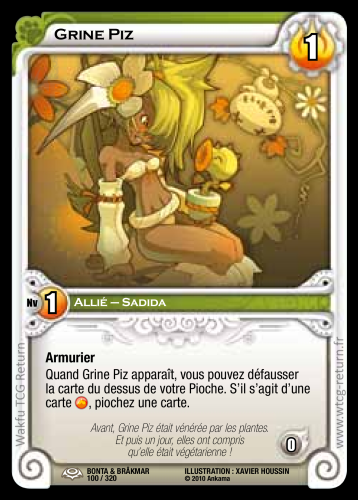 Grine Piz
1
Nv 1 Allié – Sadida
Armurier
Quand Grine Piz apparaît, vous pouvez défausser
la carte du dessus de votre Pioche. S'il s'agit d'une
carte , piochez une carte.
Avant, Grine Piz était vénérée par les plantes.
Et puis un jour, elles ont compris
qu'elle était végétarienne !
0
BONTA & BRÂKMAR
100 / 320
ILLUSTRATION : XAVIER HOUSSIN
© 2010 Ankama
Wakfu TCG Return
www.wtcg-return.fr